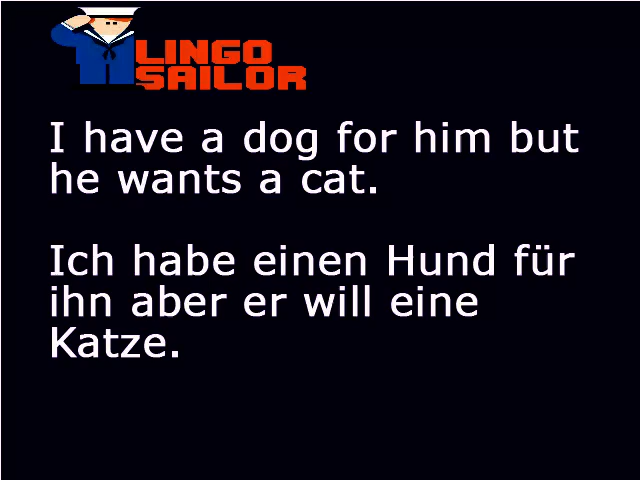 LINGO
SAILOR
I have a dog for him but
he wants a cat.
Ich habe einen Hund für
ihn aber er will eine
Katze.